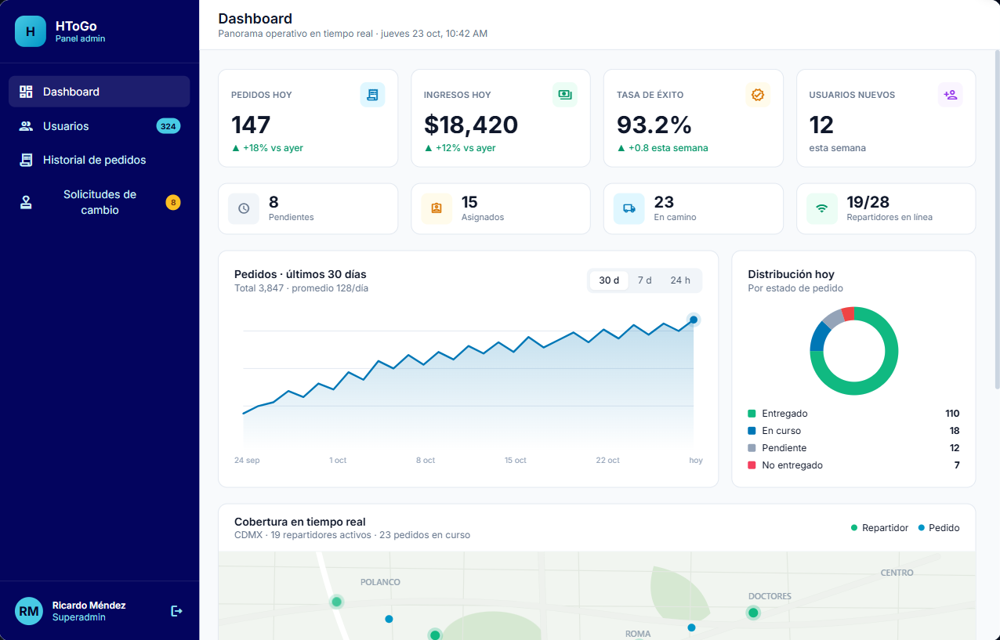 H
HToGo
Panel admin
Dashboard
Usuarios
324
Historial de pedidos
Solicitudes de
cambio
8
RM
Ricardo Méndez
Superadmin
Dashboard
Panorama operativo en tiempo real · jueves 23 oct, 10:42 AM
PEDIDOS HOY
147
▲ +18% vs ayer
INGRESOS HOY
$18,420
▲ +12% vs ayer
TASA DE ÉXITO
93.2%
▲ +0.8 esta semana
USUARIOS NUEVOS
12
esta semana
8
Pendientes
15
Asignados
23
En camino
19/28
Repartidores en línea
Pedidos · últimos 30 días
Total 3,847 · promedio 128/día
30 d
7 d
24 h
24 sep
1 oct
8 oct
15 oct
22 oct
hoy
Distribución hoy
Por estado de pedido
Entregado 110
En curso 18
Pendiente 12
No entregado 7
Cobertura en tiempo real
CDMX · 19 repartidores activos · 23 pedidos en curso
Repartidor
Pedido
POLANCO
CENTRO
DOCTORES
ROMA